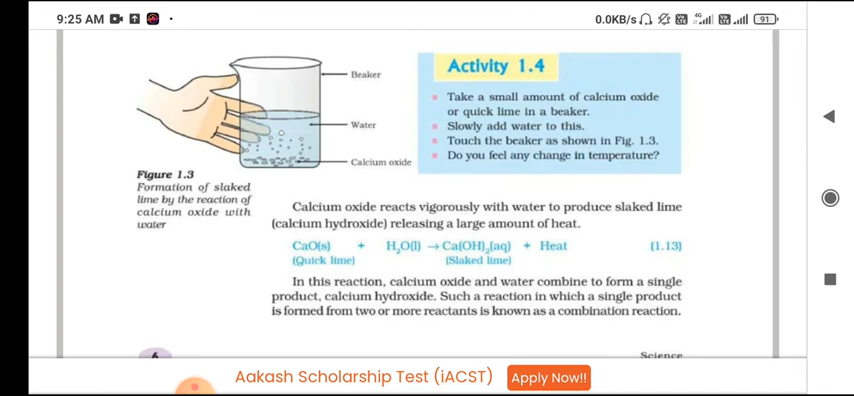 9:25 AM
0.0KB/s 4G 91
Beaker
Water
Calcium oxide
Figure 1.3
Formation of slaked
lime by the reaction of
calcium oxide with
water
Activity 1.4
Take a small amount of calcium oxide
or quick lime in a beaker.
Slowly add water to this.
Touch the beaker as shown in Fig. 1.3.
Do you feel any change in temperature?
Calcium oxide reacts vigorously with water to produce slaked lime
(calcium hydroxide) releasing a large amount of heat.
CaO(s) + H₂O(l) → Ca(OH)₂(aq) + Heat (1.13)
(Quick lime) (Slaked lime)
In this reaction, calcium oxide and water combine to form a single
product, calcium hydroxide. Such a reaction in which a single product
is formed from two or more reactants is known as a combination reaction.
6 Science
Aakash Scholarship Test (iACST) Apply Now!!